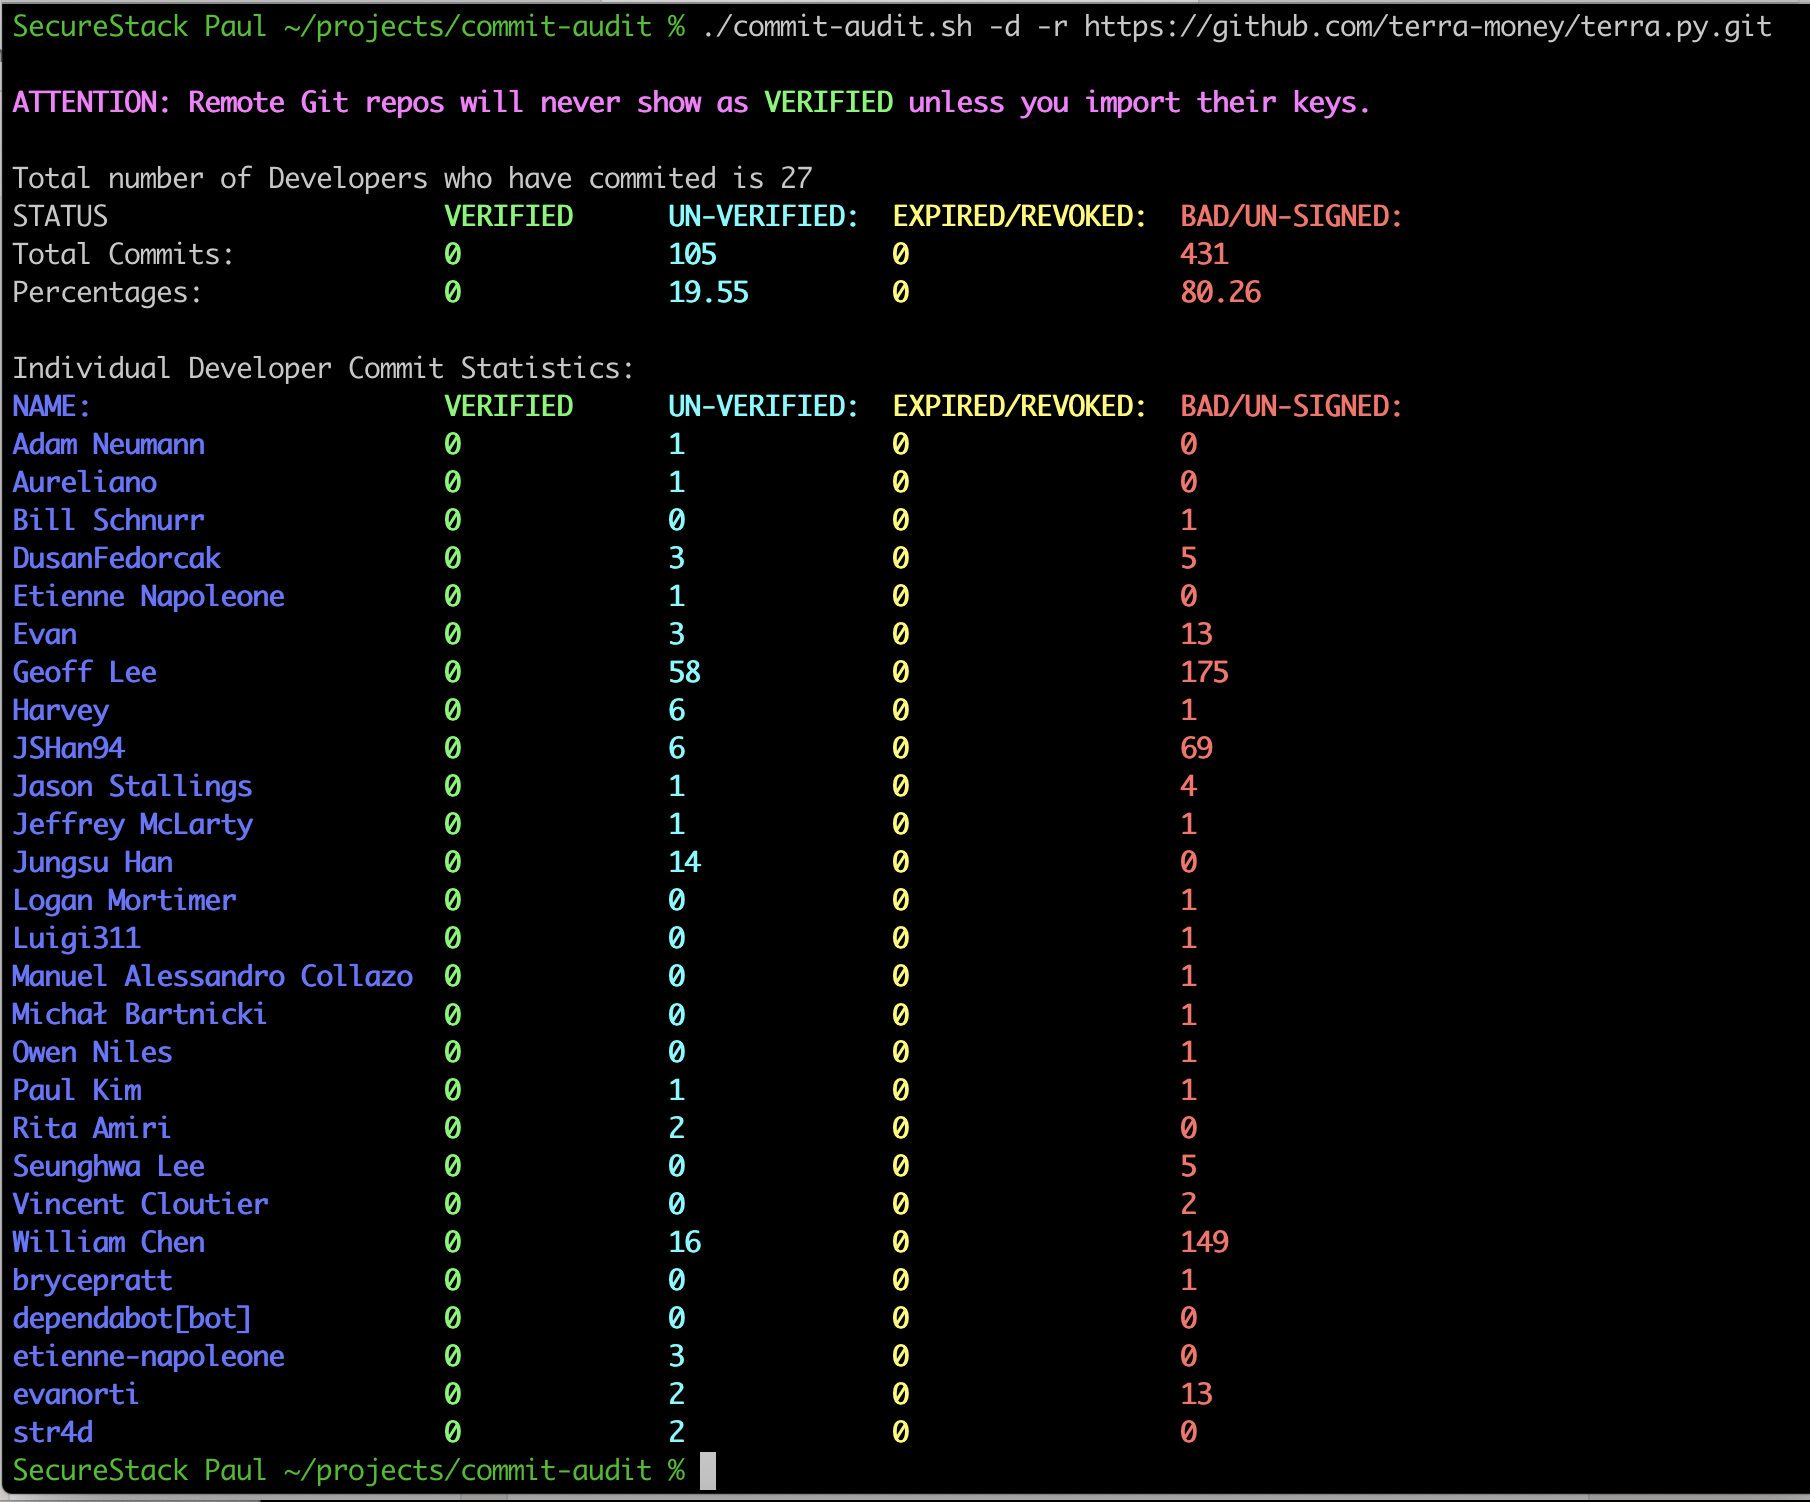 SecureStack Paul ~/projects/commit-audit % ./commit-audit.sh -d -r https://github.com/terra-money/terra.py.git
ATTENTION: Remote Git repos will never show as VERIFIED unless you import their keys.
Total number of Developers who have commited is 27
STATUS VERIFIED UN-VERIFIED: EXPIRED/REVOKED: BAD/UN-SIGNED:
Total Commits: 0 105 0 431
Percentages: 0 19.55 0 80.26
Individual Developer Commit Statistics:
NAME: VERIFIED UN-VERIFIED: EXPIRED/REVOKED: BAD/UN-SIGNED:
Adam Neumann 0 1 0 0
Aureliano 0 1 0 0
Bill Schnurr 0 0 0 1
DusanFedorcak 0 3 0 5
Etienne Napoleone 0 1 0 0
Evan 0 3 0 13
Geoff Lee 0 58 0 175
Harvey 0 6 0 1
JSHan94 0 6 0 69
Jason Stallings 0 1 0 4
Jeffrey McLarty 0 1 0 1
Jungsu Han 0 14 0 0
Logan Mortimer 0 0 0 1
Luigi311 0 0 0 1
Manuel Alessandro Collazo 0 0 0 1
Michał Bartnicki 0 0 0 1
Owen Niles 0 0 0 1
Paul Kim 0 1 0 1
Rita Amiri 0 2 0 0
Seunghwa Lee 0 0 0 5
Vincent Cloutier 0 0 0 2
William Chen 0 16 0 149
brycepratt 0 0 0 1
dependabot[bot] 0 0 0 0
etienne-napoleone 0 3 0 0
evanorti 0 2 0 13
str4d 0 2 0 0
SecureStack Paul ~/projects/commit-audit %